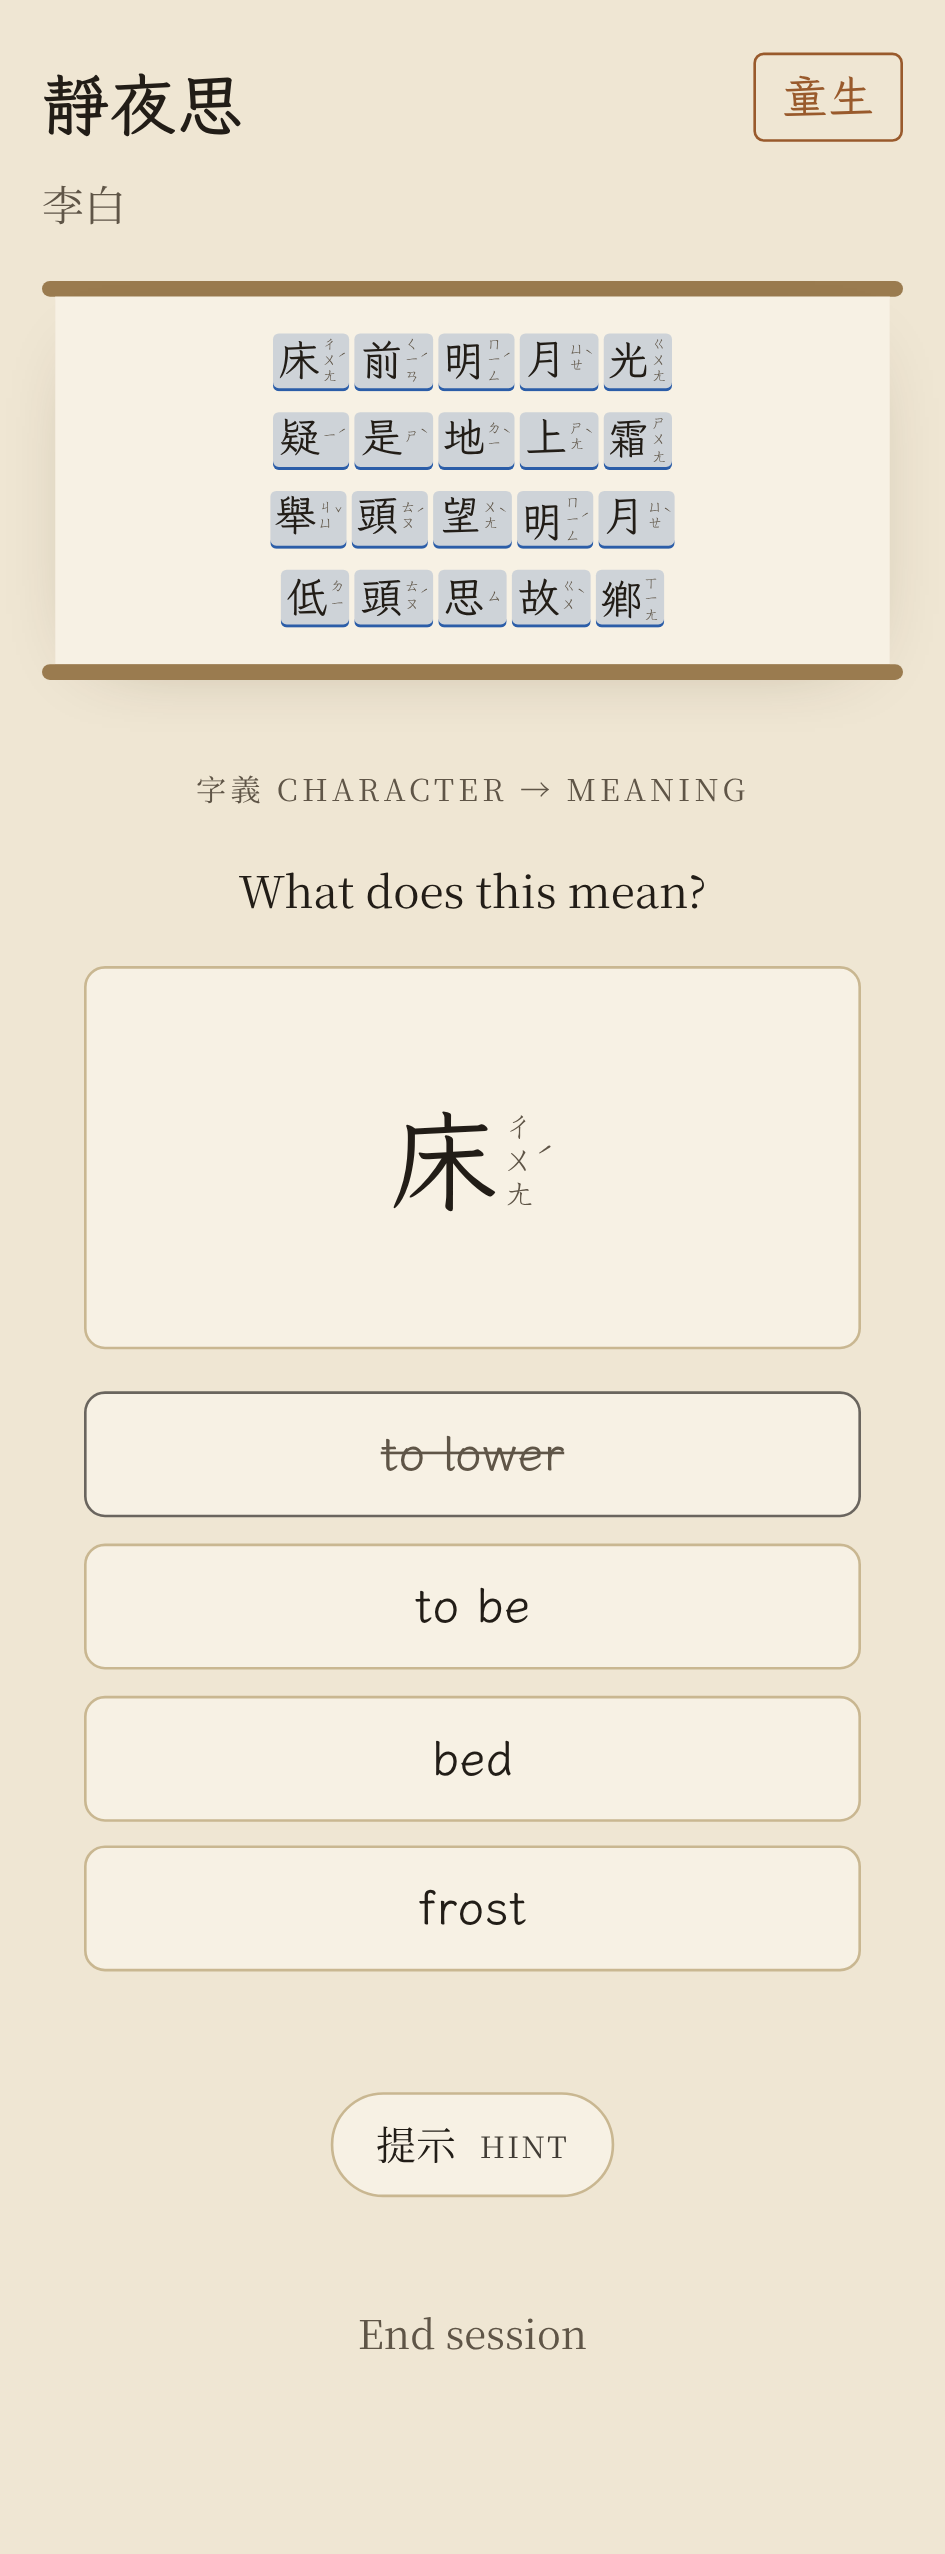 靜夜思
童生
李白
床ㄔㄨㄤˊ前ㄑㄧㄢˊ明ㄇㄧㄥˊ月ㄩㄝˋ光ㄍㄨㄤ
疑ㄧˊ是ㄕˋ地ㄉㄧˋ上ㄕㄤˋ霜ㄕㄨㄤ
舉ㄐㄩˇ頭ㄊㄡˊ望ㄨㄤˋ明ㄇㄧㄥˊ月ㄩㄝˋ
低ㄉㄧ頭ㄊㄡˊ思ㄙ故ㄍㄨˋ鄉ㄒㄧㄤ
字義 CHARACTER → MEANING
What does this mean?
床ㄔㄨㄤˊ
to lower
to be
bed
frost
提示 HINT
End session